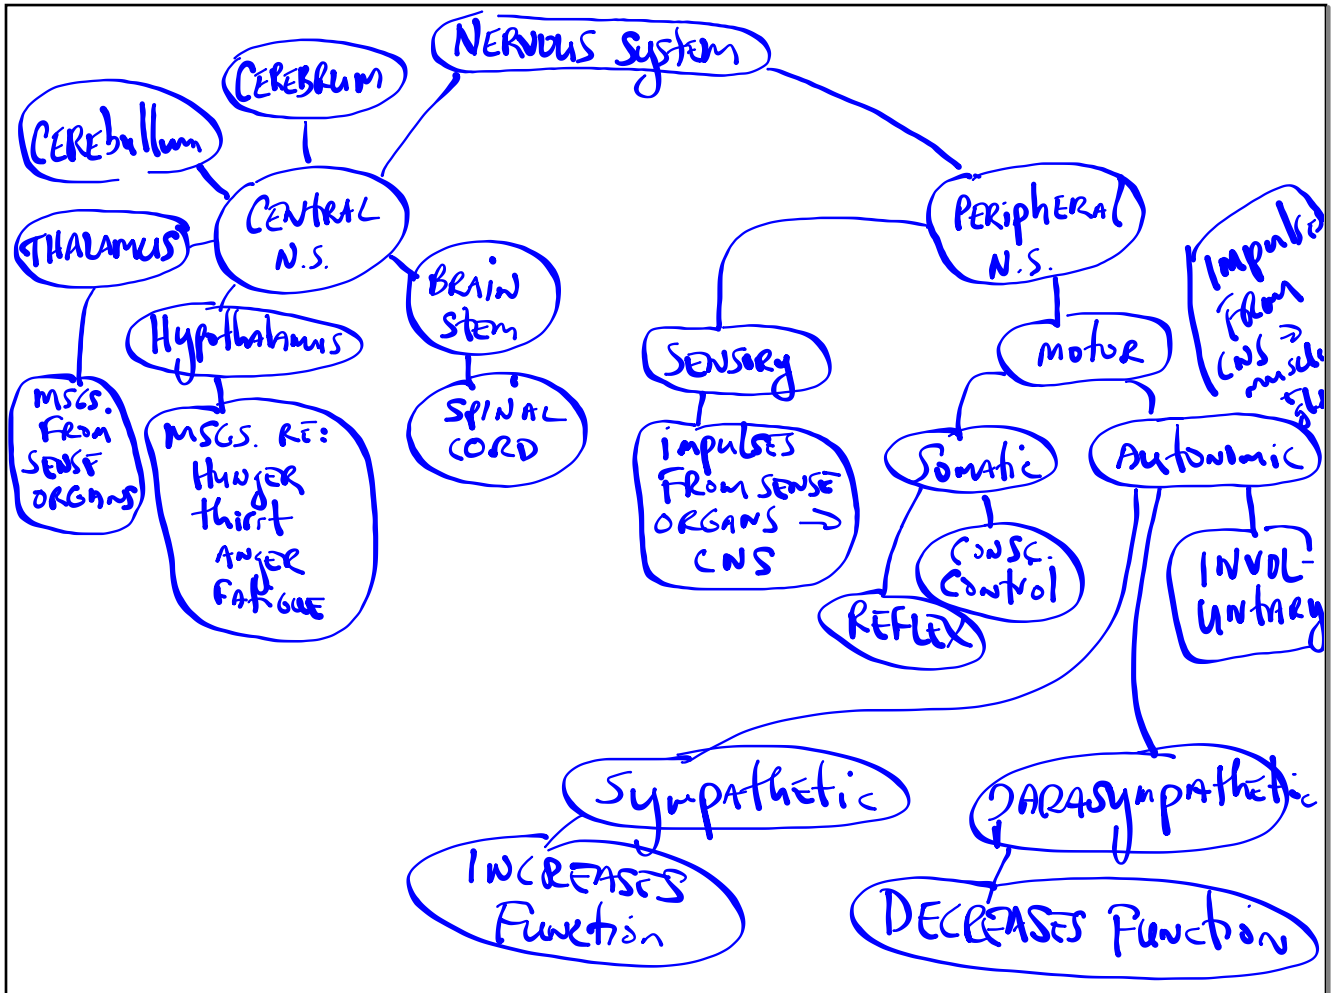 NERVOUS System
CEREBRUM
CEREbullum
CENTRAL
N.S.
PERiPHERAl
N.S.
THALAMUS
BRAiN
Stem
Hypothalamus
Impulses
FROM
CNS →
SENSORy
motor
MSGS.
FROM
SENSE
ORGANS
MSGS. RE:
HUNGER
thirst
ANGER
FATiGUE
SPiNAL
CORD
impulses
FROM SENSE
ORGANS →
CNS
Somatic
AutoNomic
CONSC.
CONtrol
REFLEX
INVOL-
UNTARY
SympAthEtic
PARASympAthetic
INCREASES
Function
DECREASES Function